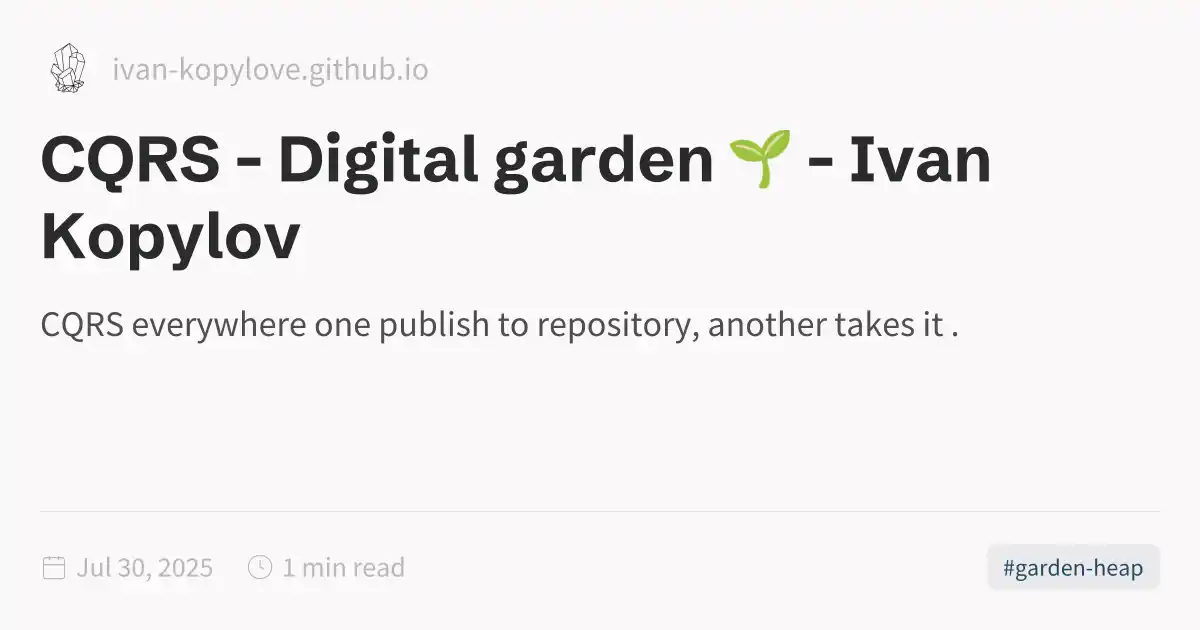 ivan-kopylove.github.io
CQRS - Digital garden 🌱 - Ivan
Kopylov
CQRS everywhere one publish to repository, another takes it .
Jul 30, 2025 1 min read
#garden-heap